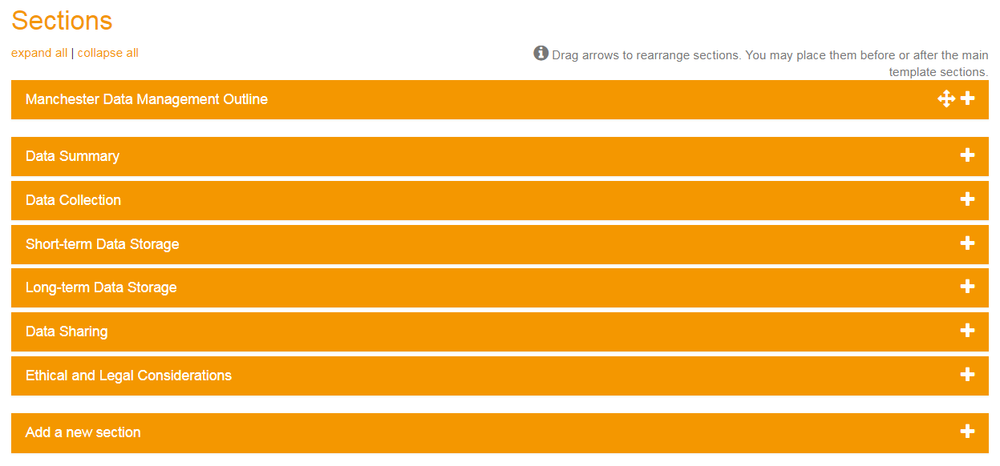 Sections
expand all | collapse all
Drag arrows to rearrange sections. You may place them before or after the main
template sections.
Manchester Data Management Outline
Data Summary
Data Collection
Short-term Data Storage
Long-term Data Storage
Data Sharing
Ethical and Legal Considerations
Add a new section